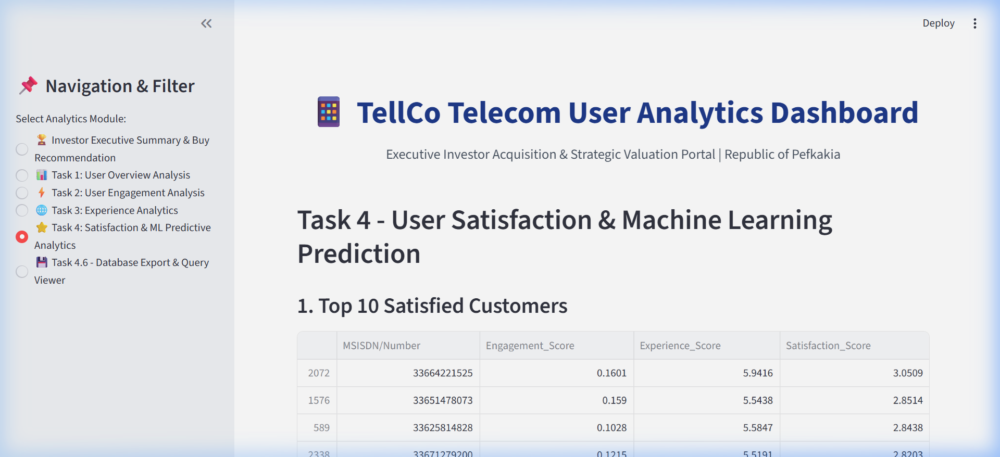 Deploy
Navigation & Filter
Select Analytics Module:
Investor Executive Summary & Buy
Recommendation
Task 1: User Overview Analysis
Task 2: User Engagement Analysis
Task 3: Experience Analytics
Task 4: Satisfaction & ML Predictive
Analytics
Task 4.6 - Database Export & Query
Viewer
TellCo Telecom User Analytics Dashboard
Executive Investor Acquisition & Strategic Valuation Portal | Republic of Pefkakia
Task 4 - User Satisfaction & Machine Learning
Prediction
1. Top 10 Satisfied Customers
MSISDN/Number Engagement_Score Experience_Score Satisfaction_Score
2072 33664221525 0.1601 5.9416 3.0509
1576 33651478073 0.159 5.5438 2.8514
589 33625814828 0.1028 5.5847 2.8438
2338 33671279200 0.1215 5.5191 2.8203